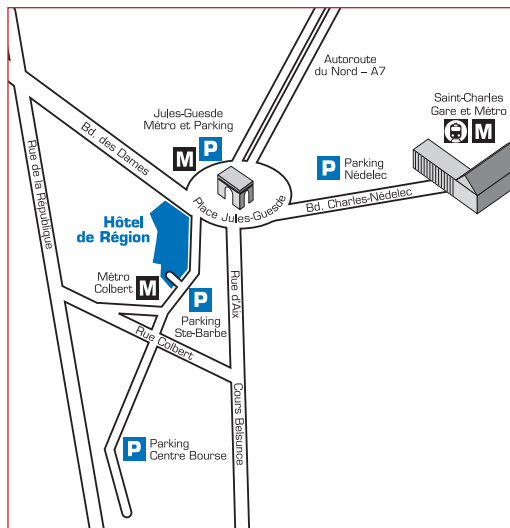 Autoroute
du Nord – A7
Jules-Guesde
Métro et Parking
M
P
Saint-Charles
Gare et Métro
M
P
Parking
Nédelec
Bd. des Dames
Rue de la République
Place Jules-Guesde
Bd. Charles-Nédelec
Hôtel
de Région
Métro
Colbert
M
P
Parking
Ste-Barbe
Rue d'Aix
Rue Colbert
Cours Belsunce
P
Parking
Centre Bourse